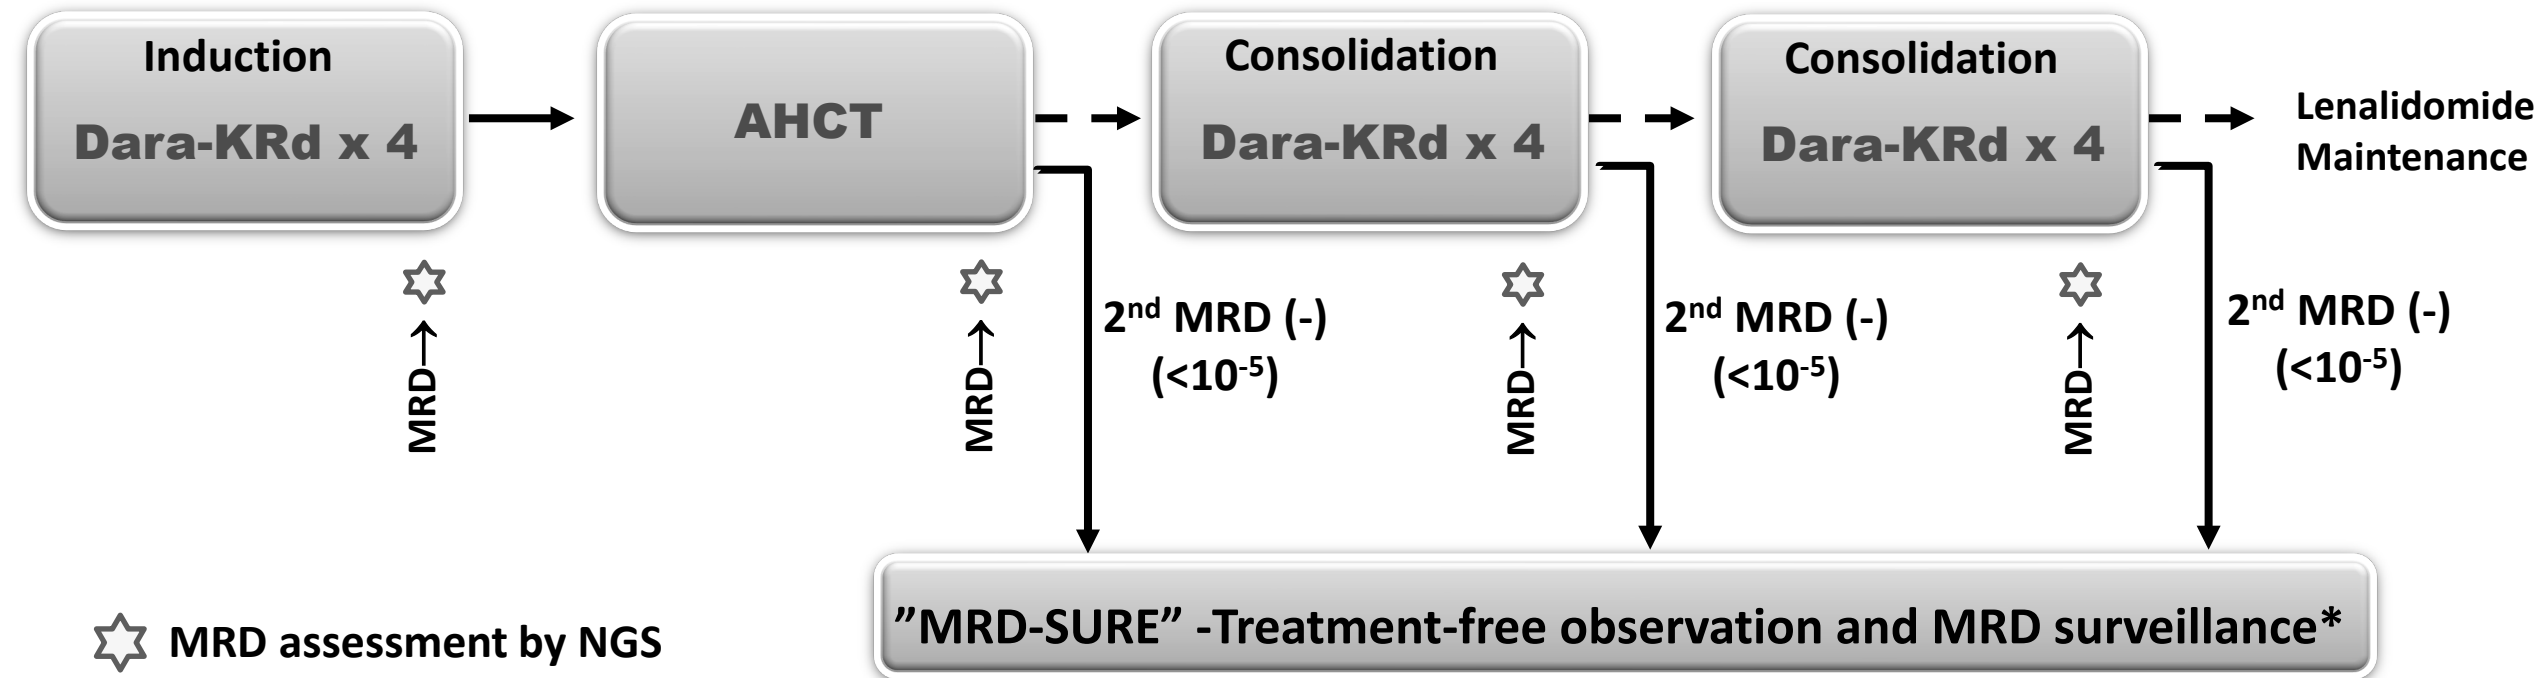 Induction
Dara-KRd x 4
AHCT
Consolidation
Dara-KRd x 4
Consolidation
Dara-KRd x 4
Lenalidomide
Maintenance
MRD→
MRD→
2nd MRD (-)
(<10-5)
MRD→
2nd MRD (-)
(<10-5)
MRD→
2nd MRD (-)
(<10-5)
MRD assessment by NGS
”MRD-SURE” -Treatment-free observation and MRD surveillance*